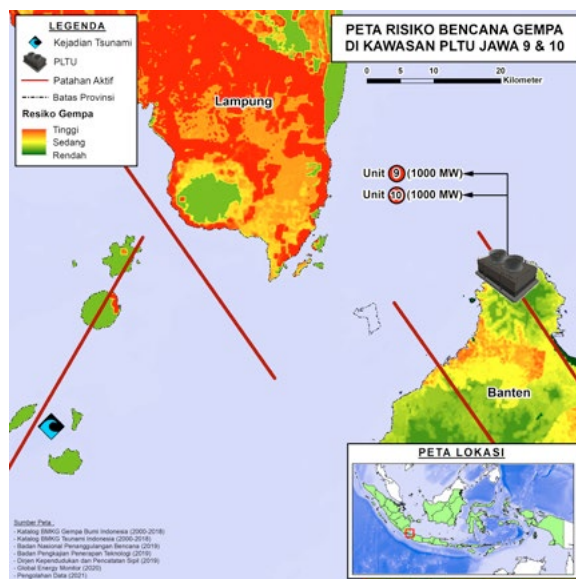 LEGENDA
Kejadian Tsunami
PLTU
Patahan Aktif
Batas Provinsi
Resiko Gempa
Tinggi
Sedang
Rendah
PETA RISIKO BENCANA GEMPA
DI KAWASAN PLTU JAWA 9 & 10
0 5 10 20
Kilometer
Lampung
Unit 9 (1000 MW)
Unit 10 (1000 MW)
Banten
PETA LOKASI
Sumber Peta :
- Katalog BMKG Gempa Bumi Indonesia (2000-2018)
- Katalog BMKG Tsunami Indonesia (2000-2018)
- Badan Nasional Penanggulangan Bencana (2019)
- Badan Pengkajian Penerapan Teknologi (2019)
- Dirjen Kependudukan dan Pencatatan Sipil (2019)
- Global Energy Monitor (2020)
- Pengolahan Data (2021)